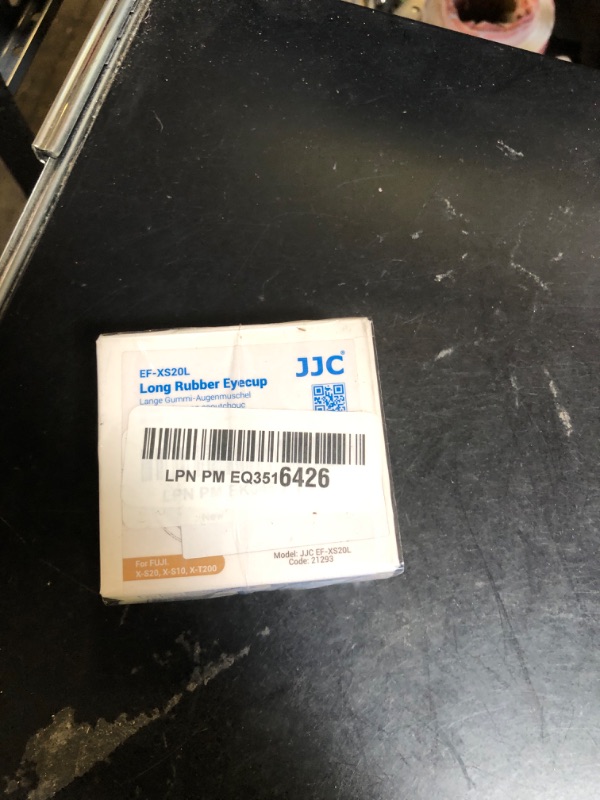 JJC®
EF-XS20L
Long Rubber Eyecup
Lange Gummi-Augenmuschel
caoutchouc
LPN PM EQ3516426
For FUJI
X-S20, X-S10, X-T200
Model: JJC EF-XS20L
Code: 21293